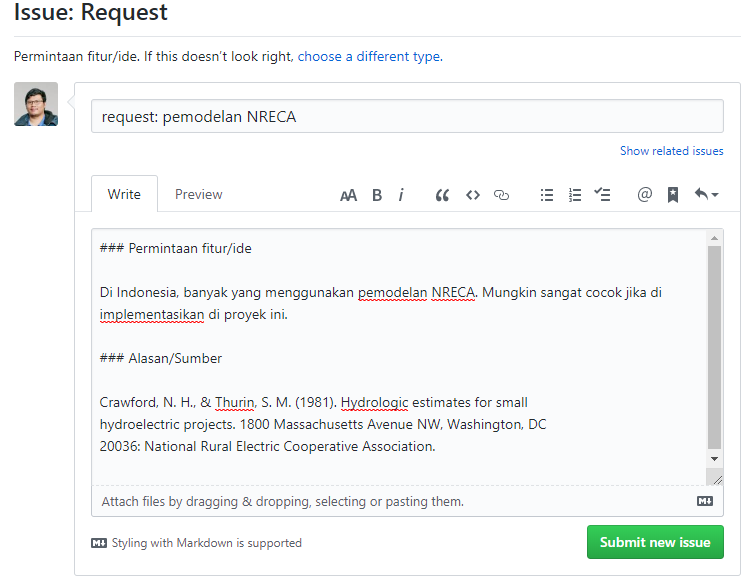 Issue: Request
Permintaan fitur/ide. If this doesn't look right, choose a different type.
request: pemodelan NRECA
Show related issues
Write Preview AA B i “ <> @
### Permintaan fitur/ide
Di Indonesia, banyak yang menggunakan pemodelan NRECA. Mungkin sangat cocok jika di
implementasikan di proyek ini.
### Alasan/Sumber
Crawford, N. H., & Thurin, S. M. (1981). Hydrologic estimates for small
hydroelectric projects. 1800 Massachusetts Avenue NW, Washington, DC
20036: National Rural Electric Cooperative Association.
Attach files by dragging & dropping, selecting or pasting them.
Styling with Markdown is supported
Submit new issue